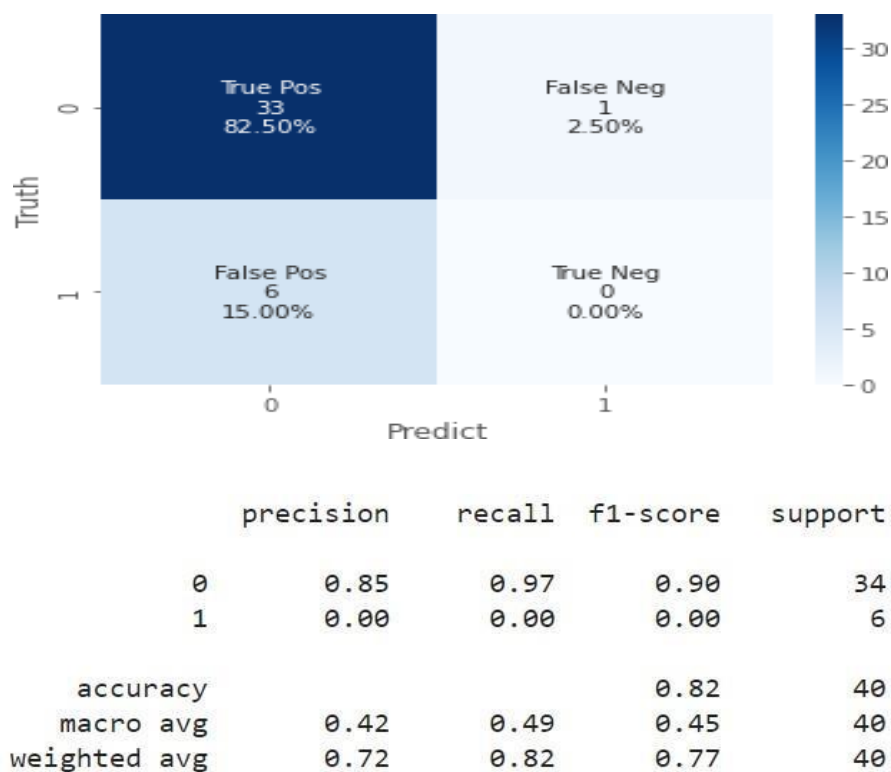 True Pos
33
82.50%
False Neg
1
2.50%
False Pos
6
15.00%
True Neg
0
0.00%
Truth
0
1
0
1
Predict
30
25
20
15
10
5
0
precision recall f1-score support
0 0.85 0.97 0.90 34
1 0.00 0.00 0.00 6
accuracy 0.82 40
macro avg 0.42 0.49 0.45 40
weighted avg 0.72 0.82 0.77 40